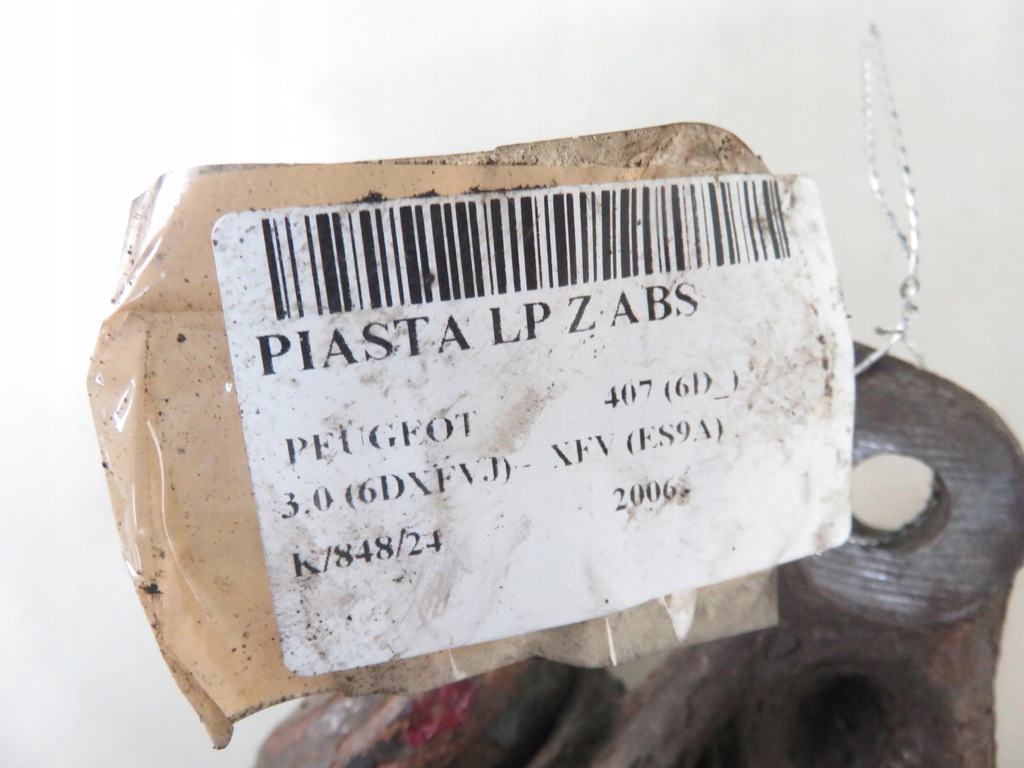 PIASTA LP Z ABS
PEUGEOT 407 (6D_)
3.0 (6DXFVJ) - XFV (ES9A)
K/848/24 2006